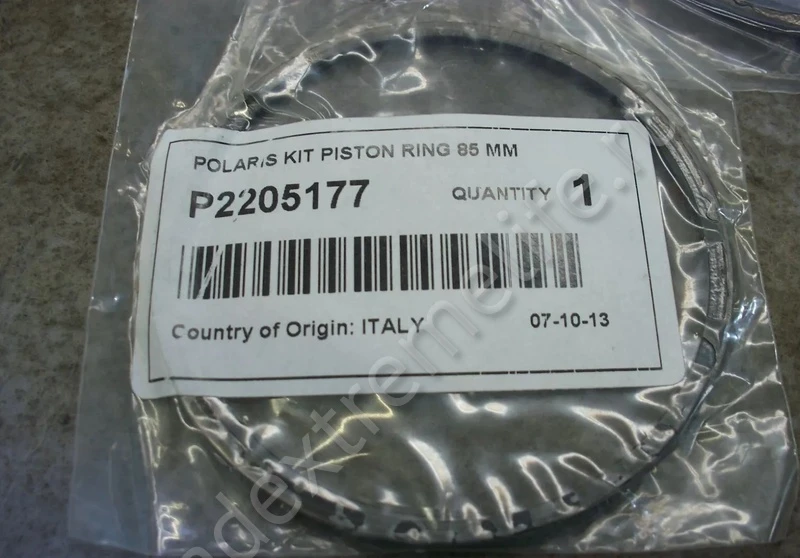 POLARIS KIT PISTON RING 85 MM
P2205177 QUANTITY 1
Country of Origin: ITALY 07-10-13